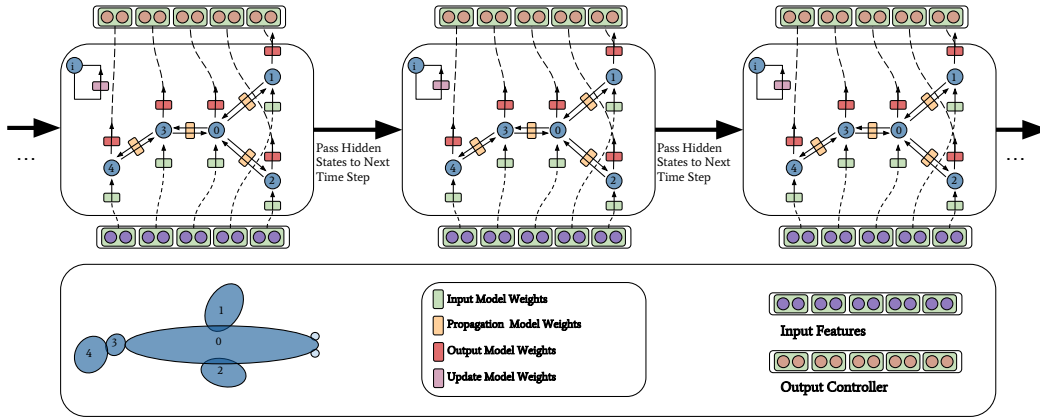 i
1
3
0
4
2
...
Pass Hidden
States to Next
Time Step
i
1
3
0
4
2
Pass Hidden
States to Next
Time Step
i
1
3
0
4
2
...
1
0
3
4
2
Input Model Weights
Propagation Model Weights
Output Model Weights
Update Model Weights
Input Features
Output Controller